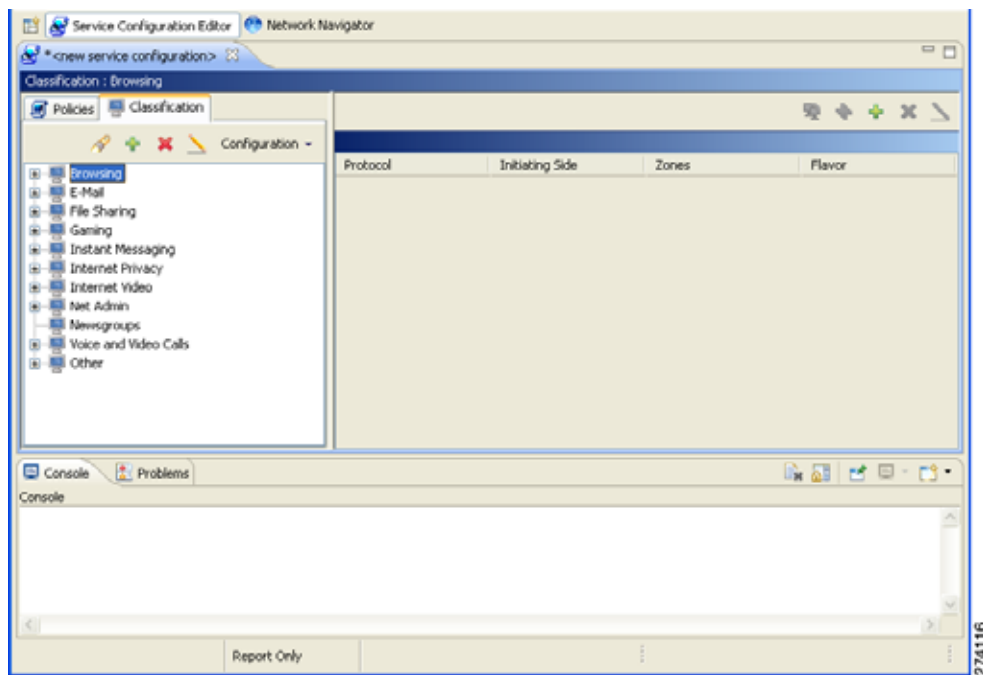 Service Configuration Editor Network Navigator
*<new service configuration>
Classification : Browsing
Policies Classification
Configuration
Protocol Initiating Side Zones Flavor
Browsing
E-Mail
File Sharing
Gaming
Instant Messaging
Internet Privacy
Internet Video
Net Admin
Newsgroups
Voice and Video Calls
Other
Console Problems
Console
Report Only
274116